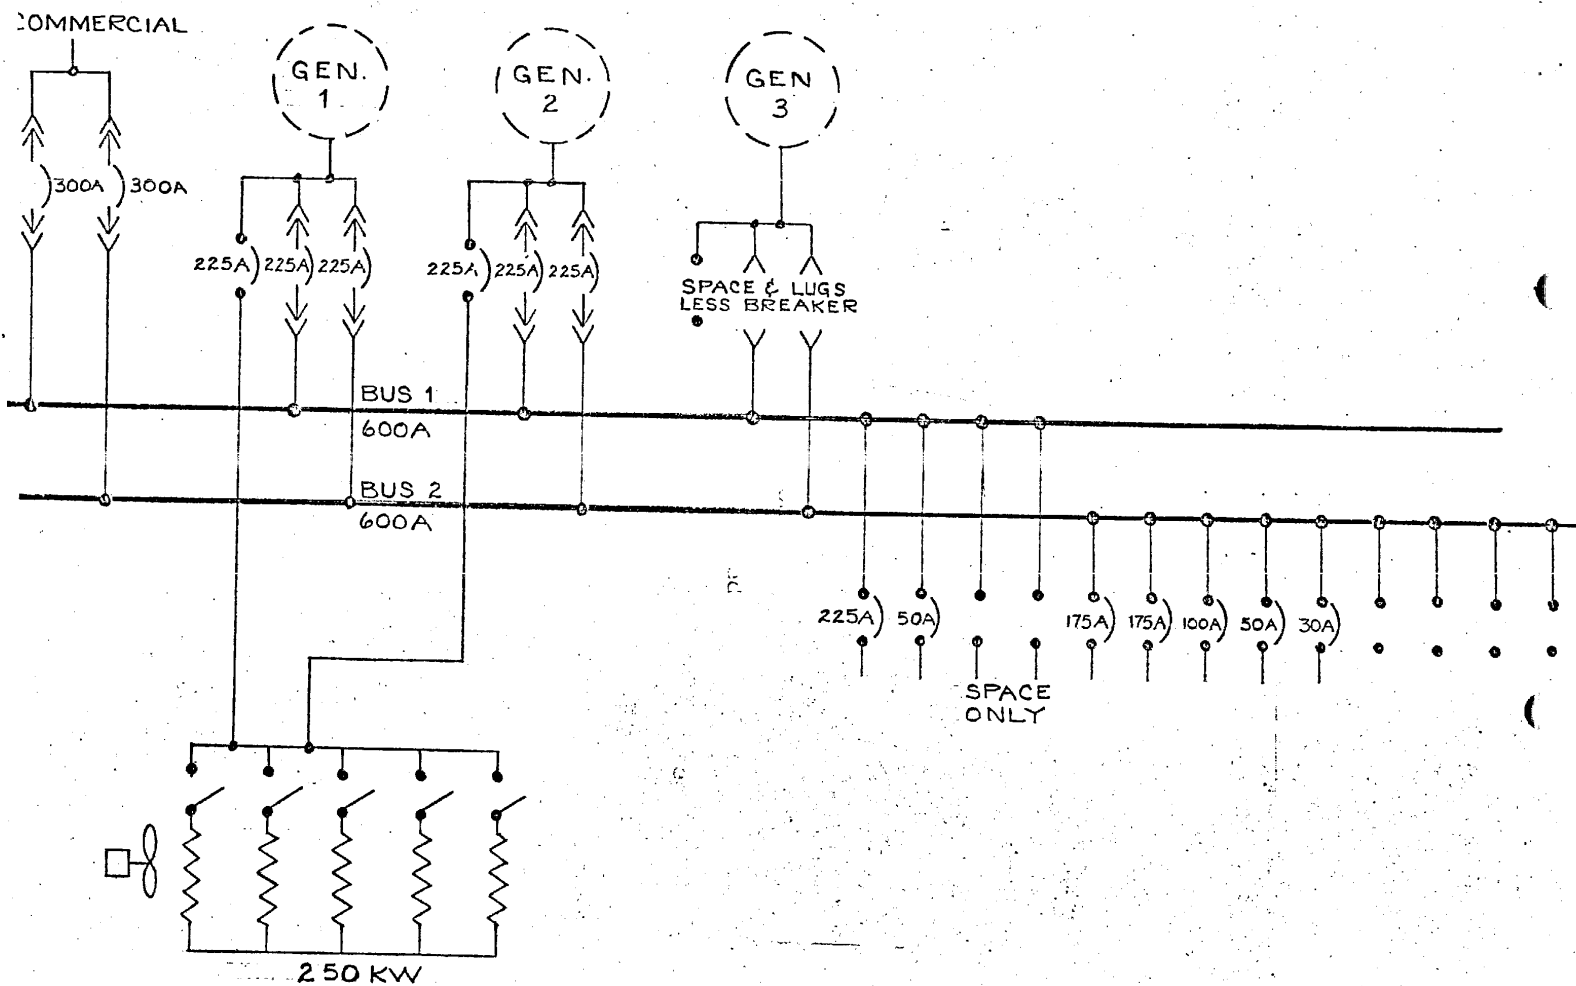 COMMERCIAL
GEN.
1
GEN.
2
GEN
3
300A
300A
225A
225A
225A
225A
225A
225A
SPACE & LUGS
LESS BREAKER
BUS 1
600A
BUS 2
600A
225A
50A
175A
175A
100A
50A
30A
SPACE
ONLY
250 KW